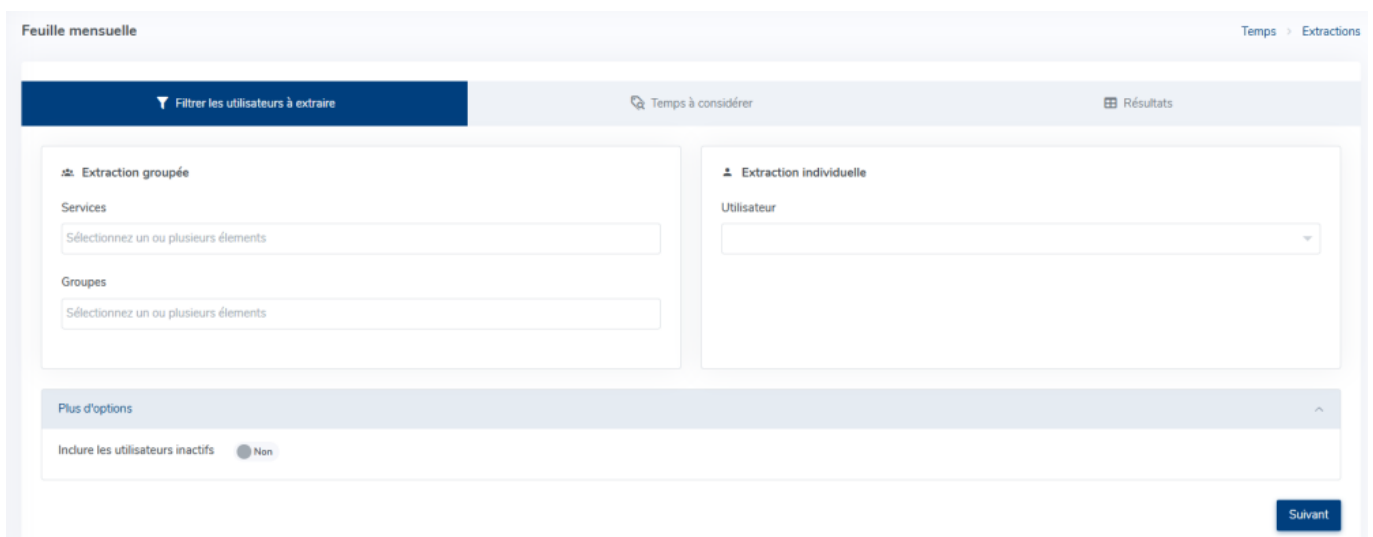 Feuille mensuelle
Temps > Extractions
Filtrer les utilisateurs à extraire
Temps à considérer
Résultats
Extraction groupée
Services
Sélectionnez un ou plusieurs élements
Groupes
Sélectionnez un ou plusieurs élements
Extraction individuelle
Utilisateur
Plus d'options
Inclure les utilisateurs inactifs Non
Suivant